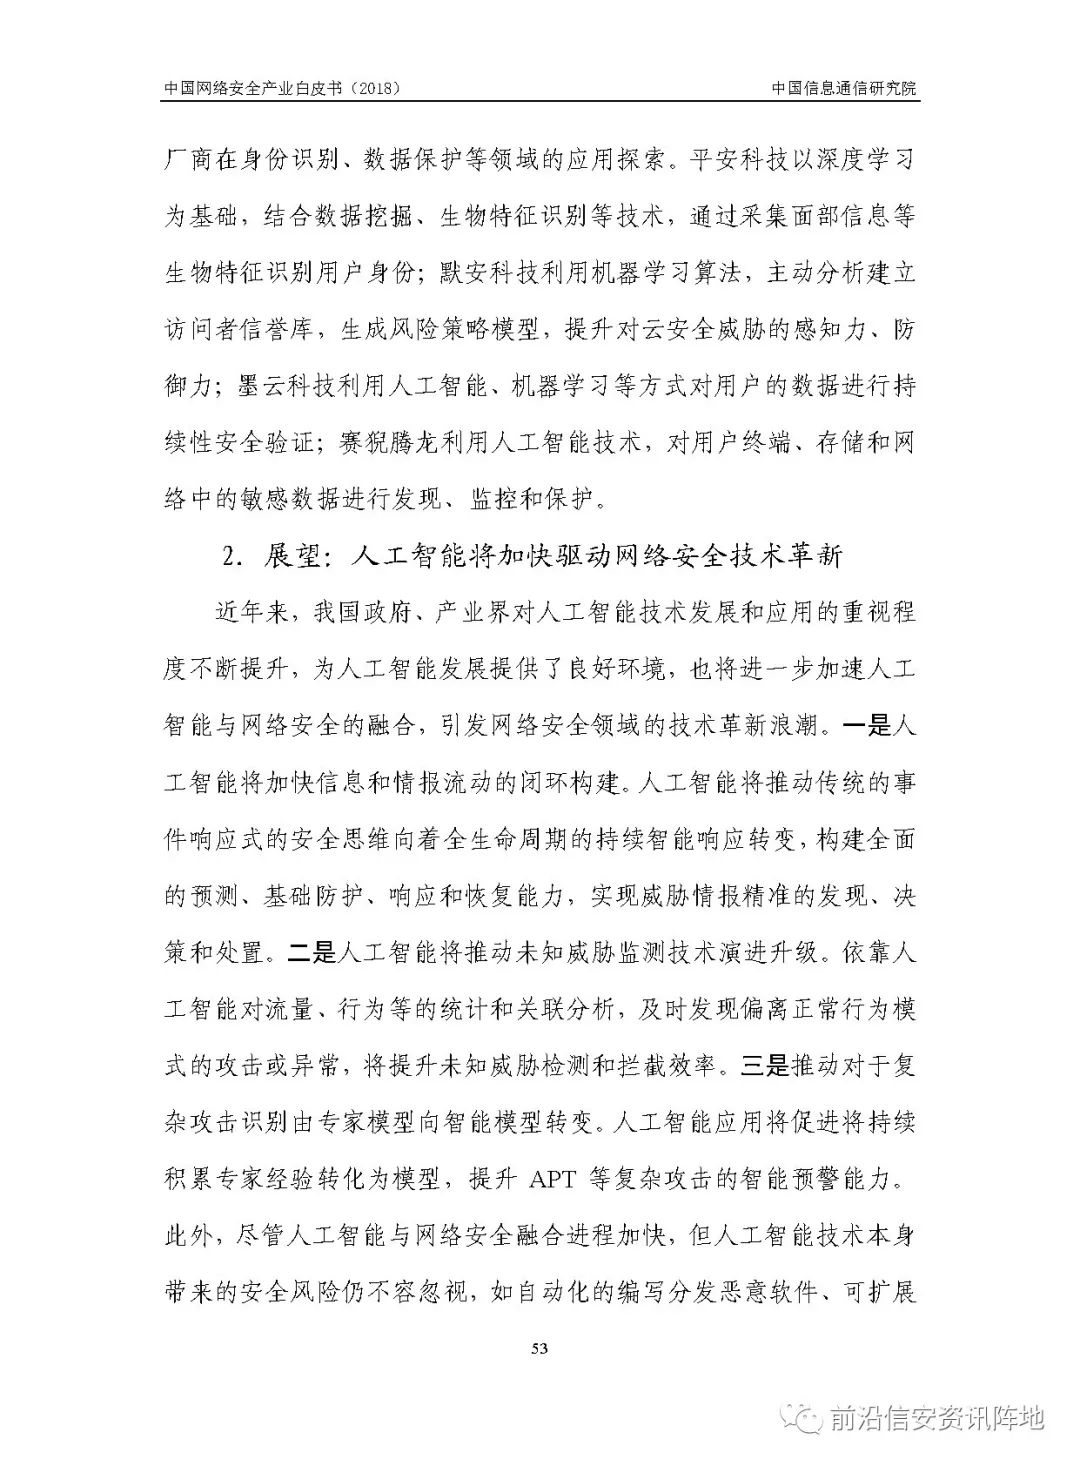 中国网络安全产业白皮书（2018） 中国信息通信研究院
厂商在身份识别、数据保护等领域的应用探索。平安科技以深度学习
为基础，结合数据挖掘、生物特征识别等技术，通过采集面部信息等
生物特征识别用户身份；默安科技利用机器学习算法，主动分析建立
访问者信誉库，生成风险策略模型，提升对云安全威胁的感知力、防
御力；墨云科技利用人工智能、机器学习等方式对用户的数据进行持
续性安全验证；赛猊腾龙利用人工智能技术，对用户终端、存储和网
络中的敏感数据进行发现、监控和保护。
2．展望：人工智能将加快驱动网络安全技术革新
近年来，我国政府、产业界对人工智能技术发展和应用的重视程
度不断提升，为人工智能发展提供了良好环境，也将进一步加速人工
智能与网络安全的融合，引发网络安全领域的技术革新浪潮。一是人
工智能将加快信息和情报流动的闭环构建。人工智能将推动传统的事
件响应式的安全思维向着全生命周期的持续智能响应转变，构建全面
的预测、基础防护、响应和恢复能力，实现威胁情报精准的发现、决
策和处置。二是人工智能将推动未知威胁监测技术演进升级。依靠人
工智能对流量、行为等的统计和关联分析，及时发现偏离正常行为模
式的攻击或异常，将提升未知威胁检测和拦截效率。三是推动对于复
杂攻击识别由专家模型向智能模型转变。人工智能应用将促进将持续
积累专家经验转化为模型，提升 APT 等复杂攻击的智能预警能力。
此外，尽管人工智能与网络安全融合进程加快，但人工智能技术本身
带来的安全风险仍不容忽视，如自动化的编写分发恶意软件、可扩展
53
前沿信安资讯阵地